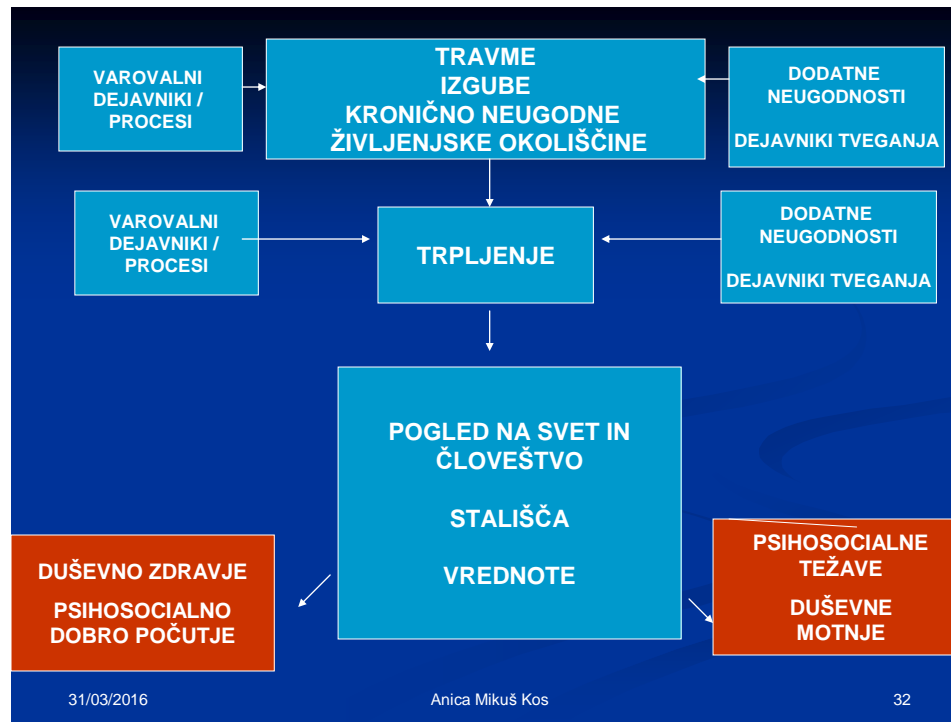 VAROVALNI
DEJAVNIKI /
PROCESI
TRAVME
IZGUBE
KRONIČNO NEUGODNE
ŽIVLJENJSKE OKOLIŠČINE
DODATNE
NEUGODNOSTI
DEJAVNIKI TVEGANJA
VAROVALNI
DEJAVNIKI /
PROCESI
TRPLJENJE
DODATNE
NEUGODNOSTI
DEJAVNIKI TVEGANJA
POGLED NA SVET IN
ČLOVEŠTVO
STALIŠČA
VREDNOTE
DUŠEVNO ZDRAVJE
PSIHOSOCIALNO
DOBRO POČUTJE
PSIHOSOCIALNE
TEŽAVE
DUŠEVNE
MOTNJE
31/03/2016
Anica Mikuš Kos
32